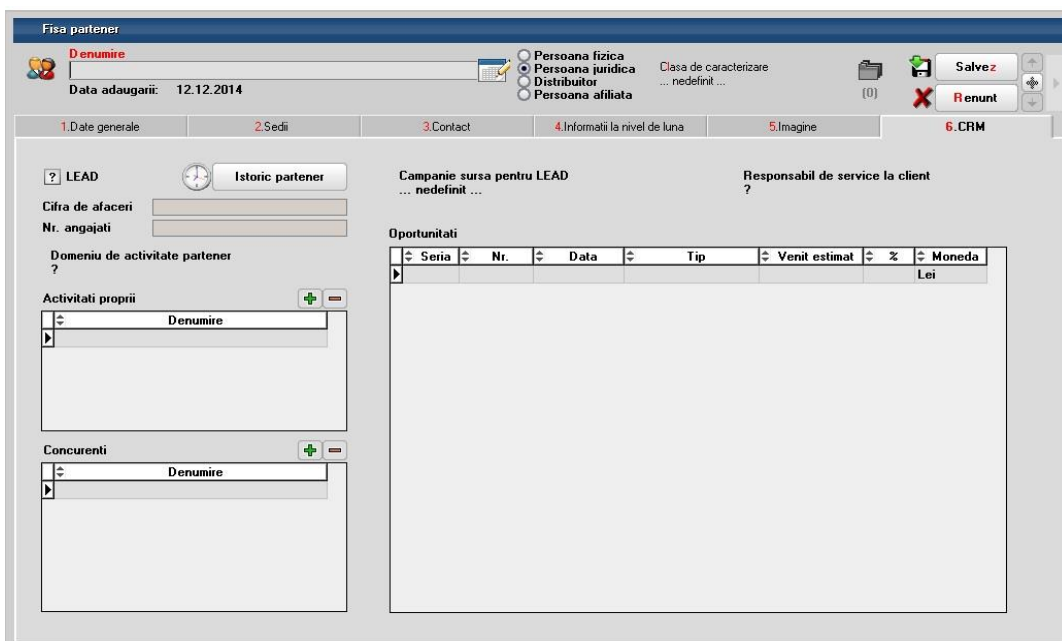 Fisa partener
Denumire
Data adaugarii: 12.12.2014
Persoana fizica
Persoana juridica
Distribuitor
Persoana afiliata
Clasa de caracterizare
... nedefinit ...
(0)
Salvez
Renunt
1.Date generale
2.Sedii
3.Contact
4.Informatii la nivel de luna
5.Imagine
6.CRM
? LEAD
Istoric partener
Cifra de afaceri
Nr. angajati
Domeniu de activitate partener
?
Activitati proprii
Denumire
Concurenti
Denumire
Campanie sursa pentru LEAD
... nedefinit ...
Responsabil de service la client
?
Oportunitati
Seria Nr. Data Tip Venit estimat % Moneda
Lei